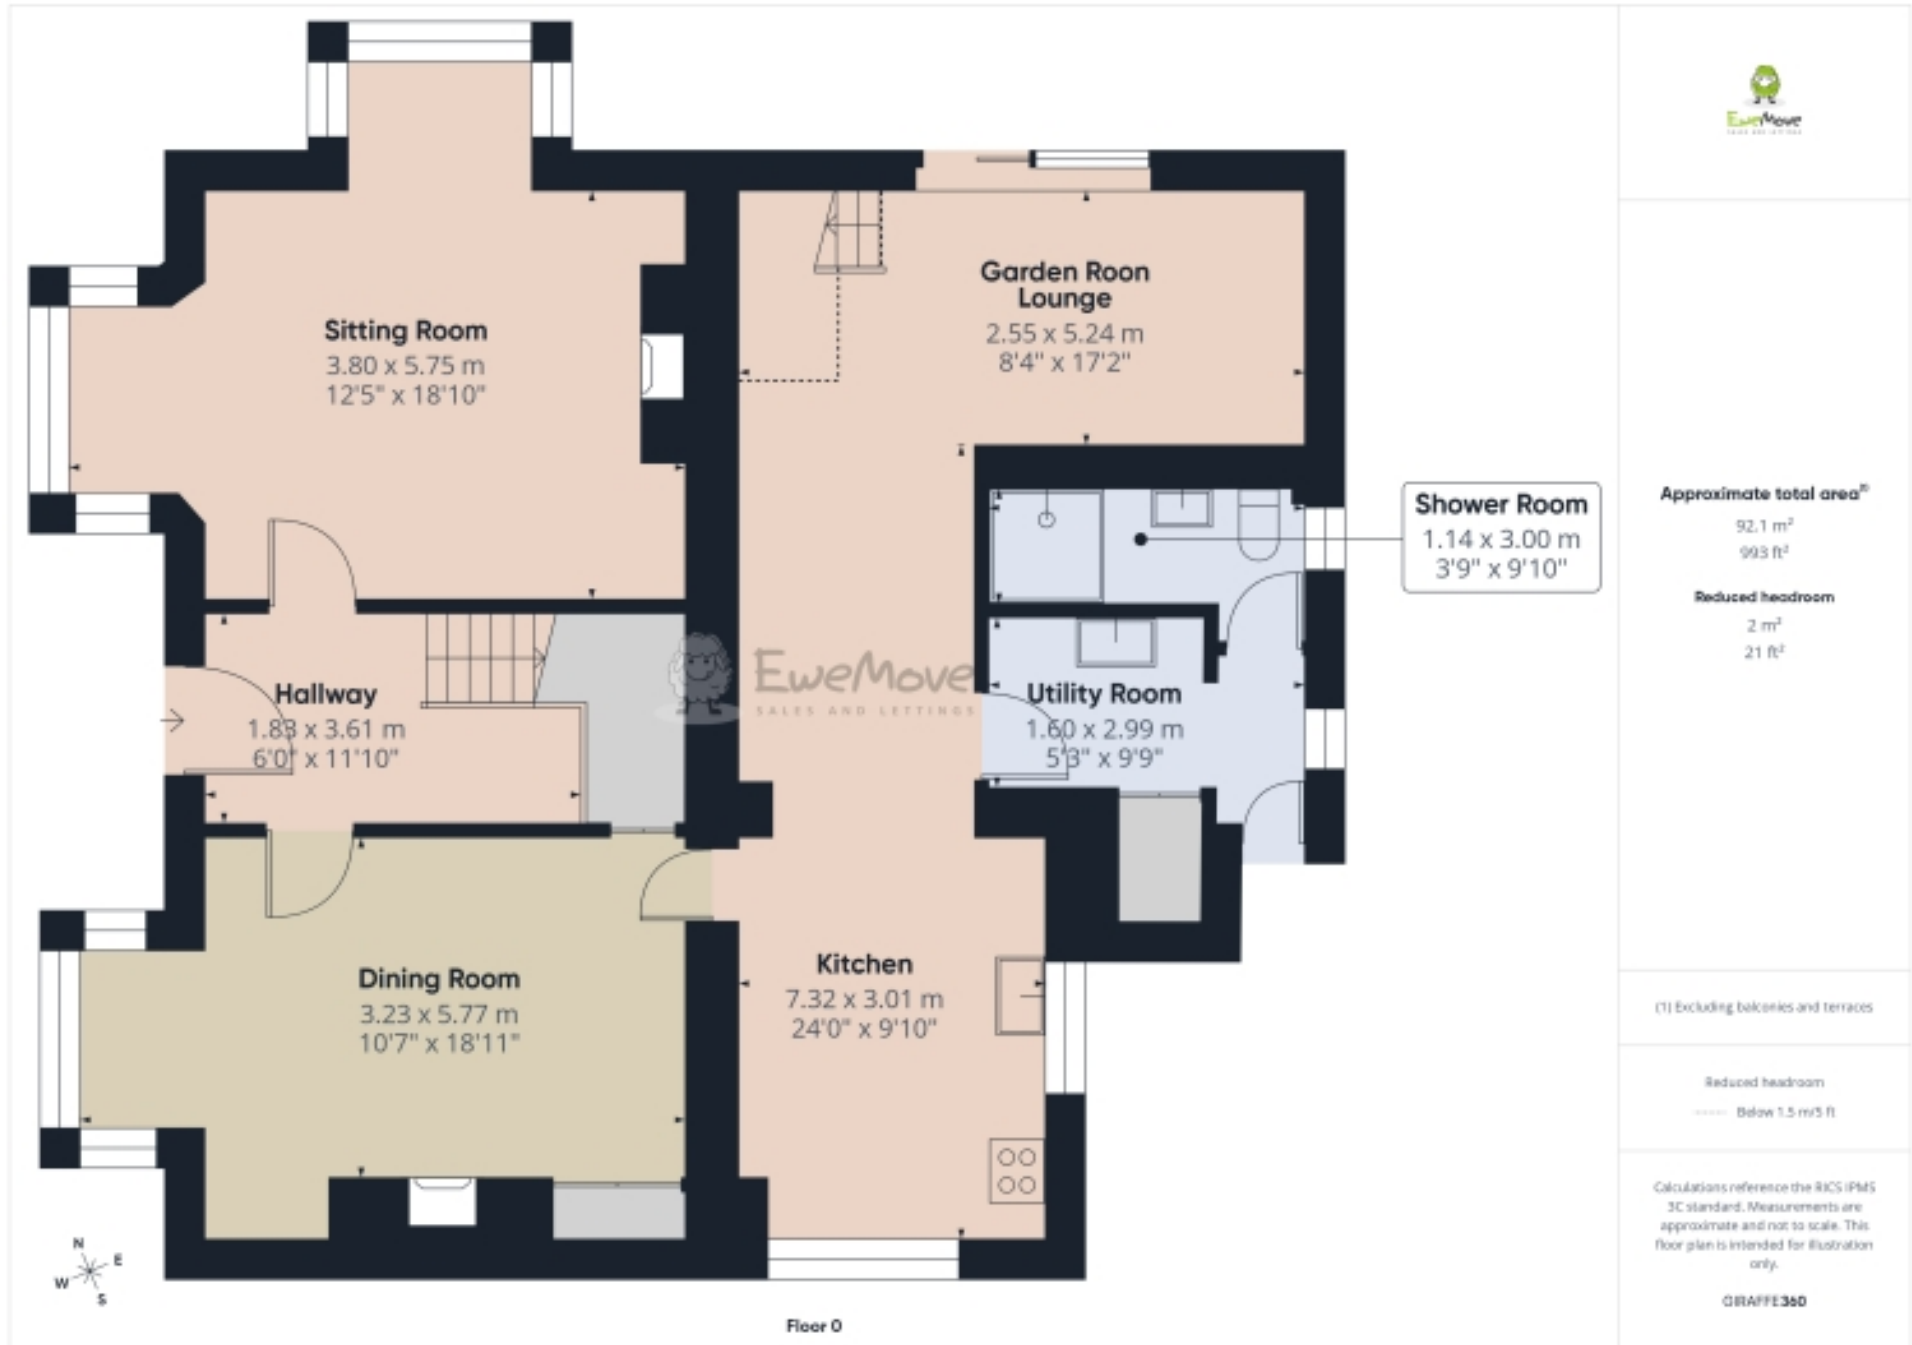 Sitting Room
3.80 x 5.75 m
12'5" x 18'10"
Garden Roon
Lounge
2.55 x 5.24 m
8'4" x 17'2"
Shower Room
1.14 x 3.00 m
3'9" x 9'10"
Hallway
1.83 x 3.61 m
6'0" x 11'10"
EweMove
SALES AND LETTINGS
Utility Room
1.60 x 2.99 m
5'3" x 9'9"
Dining Room
3.23 x 5.77 m
10'7" x 18'11"
Kitchen
7.32 x 3.01 m
24'0" x 9'10"
N
E
W
S
Floor 0
EweMove
SALES AND LETTINGS
Approximate total area(1)
92.1 m²
993 ft²
Reduced headroom
2 m²
21 ft²
(1) Excluding balconies and terraces
Reduced headroom
Below 1.5 m/5 ft
Calculations reference the RICS IPMS
3C standard. Measurements are
approximate and not to scale. This
floor plan is intended for illustration
only.
GIRAFFE360